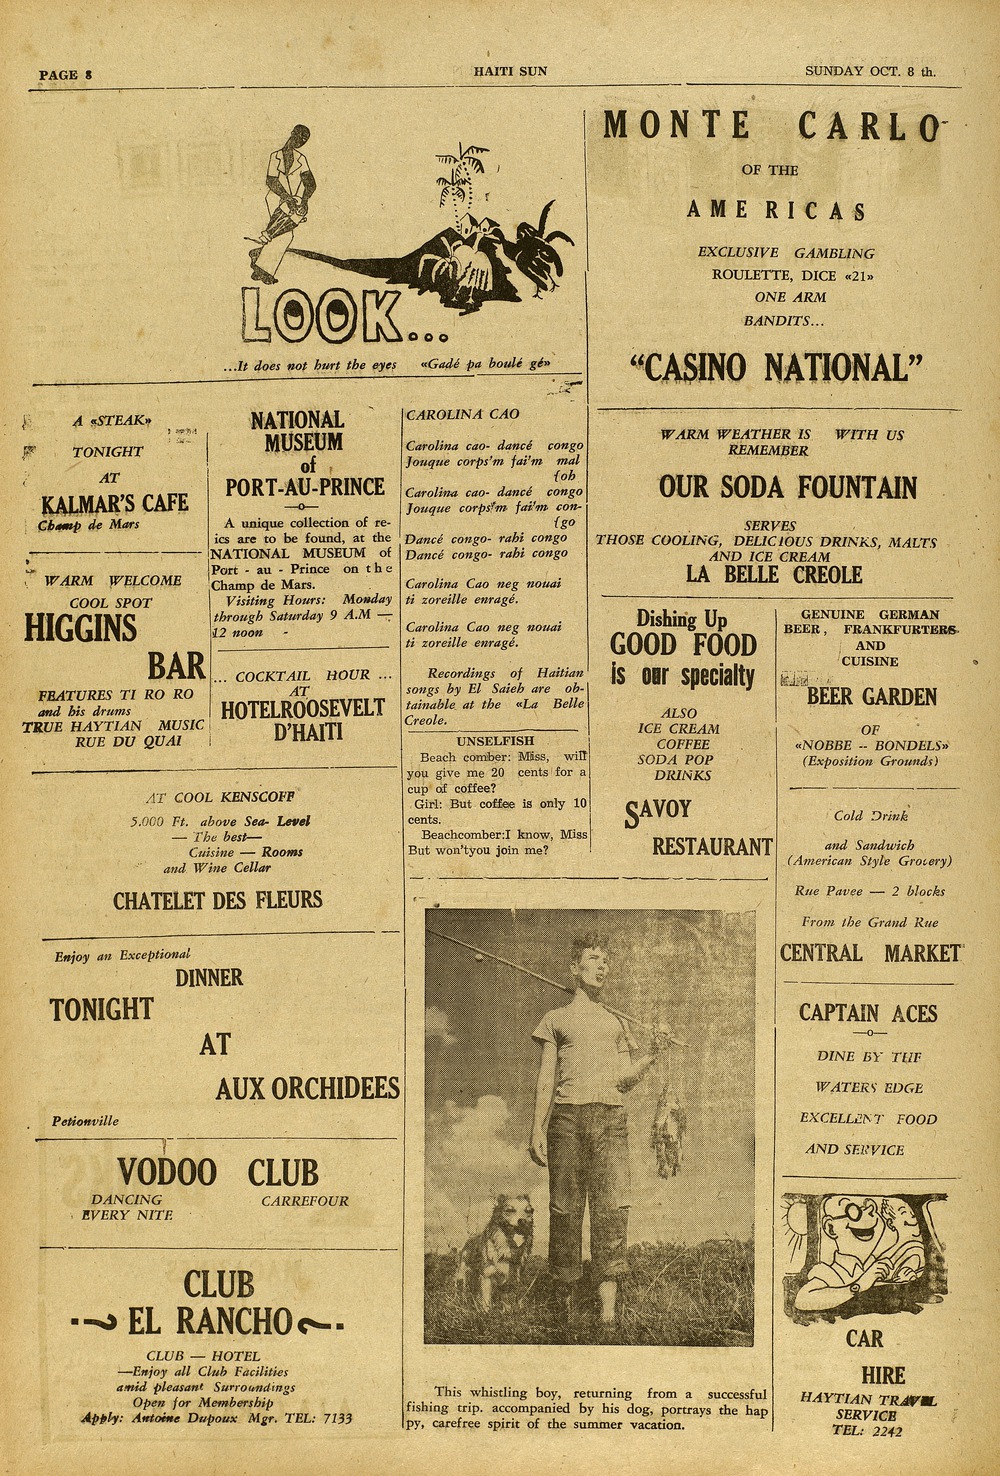 PAGE 8
HAITI SUN
SUNDAY OCT. 8 th.
LOOK...
...It does not hurt the eyes «Gadé pa boulé gé»
A «STEAK»
TONIGHT
AT
KALMAR'S CAFE
Champ de Mars
WARM WELCOME
COOL SPOT
HIGGINS
BAR
FEATURES TI RO RO
and his drums
TRUE HAYTIAN MUSIC
RUE DU QUAI
NATIONAL
MUSEUM
of
PORT-AU-PRINCE
—o—
A unique collection of re-
ics are to be found, at the
NATIONAL MUSEUM of
Port - au - Prince on the
Champ de Mars.
Visiting Hours: Monday
through Saturday 9 A.M —
12 noon -
... COCKTAIL HOUR ...
AT
HOTELROOSEVELT
D'HAITI
CAROLINA CAO
Carolina cao- dancé congo
Jouque corps'm fai'm mal
(oh
Carolina cao- dancé congo
Jouque corps'm fai'm con-
(go
Dancé congo- rahi congo
Dancé congo- rahi congo
Carolina Cao neg nouai
ti zoreille enragé.
Carolina Cao neg nouai
ti zoreille enragé.
Recordings of Haitian
songs by El Saieh are ob-
tainable at the «La Belle
Creole.
UNSELFISH
Beach comber: Miss, will
you give me 20 cents for a
cup of coffee?
Girl: But coffee is only 10
cents.
Beachcomber:I know, Miss
But won'tyou join me?
AT COOL KENSCOFF
5.000 Ft. above Sea- Level
— The best—
Cuisine — Rooms
and Wine Cellar
CHATELET DES FLEURS
Enjoy an Exceptional
DINNER
TONIGHT
AT
AUX ORCHIDEES
Petionville
VODOO CLUB
DANCING CARREFOUR
EVERY NITE
CLUB
EL RANCHO
CLUB — HOTEL
—Enjoy all Club Facilities
amid pleasant Surroundings
Open for Membership
Apply: Antoine Dupoux Mgr. TEL: 7133
This whistling boy, returning from a successful
fishing trip. accompanied by his dog, portrays the hap
py, carefree spirit of the summer vacation.
MONTE CARLO
OF THE
AMERICAS
EXCLUSIVE GAMBLING
ROULETTE, DICE «21»
ONE ARM
BANDITS...
“CASINO NATIONAL”
WARM WEATHER IS WITH US
REMEMBER
OUR SODA FOUNTAIN
SERVES
THOSE COOLING, DELICIOUS DRINKS, MALTS
AND ICE CREAM
LA BELLE CREOLE
Dishing Up
GOOD FOOD
is our specialty
ALSO
ICE CREAM
COFFEE
SODA POP
DRINKS
SAVOY
RESTAURANT
GENUINE GERMAN
BEER, FRANKFURTERS
AND
CUISINE
BEER GARDEN
OF
«NOBBE -- BONDELS»
(Exposition Grounds)
Cold Drink
and Sandwich
(American Style Grocery)
Rue Pavee — 2 blocks
From the Grand Rue
CENTRAL MARKET
CAPTAIN ACES
—o—
DINE BY THE
WATERS EDGE
EXCELLENT FOOD
AND SERVICE
CAR
HIRE
HAYTIAN TRAVEL
SERVICE
TEL: 2242